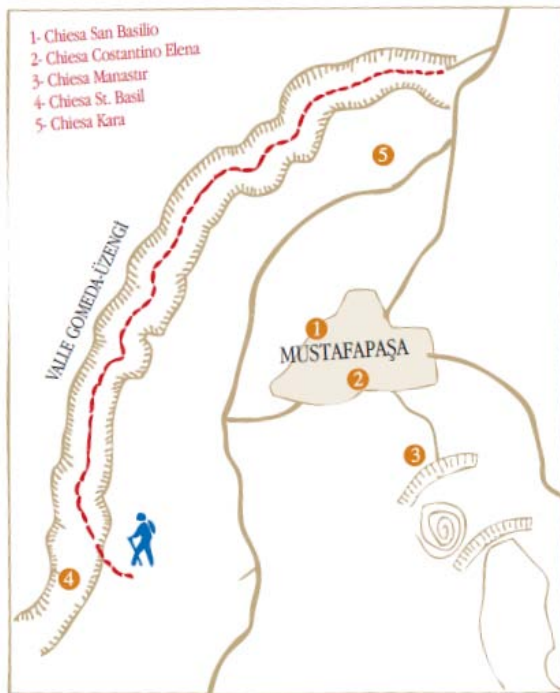 1- Chiesa San Basilio
2- Chiesa Costantino Elena
3- Chiesa Manastır
4- Chiesa St. Basil
5- Chiesa Kara
5
VALLE GOMEDA-ÜZENGİ
1
MUSTAFAPAŞA
2
3
4